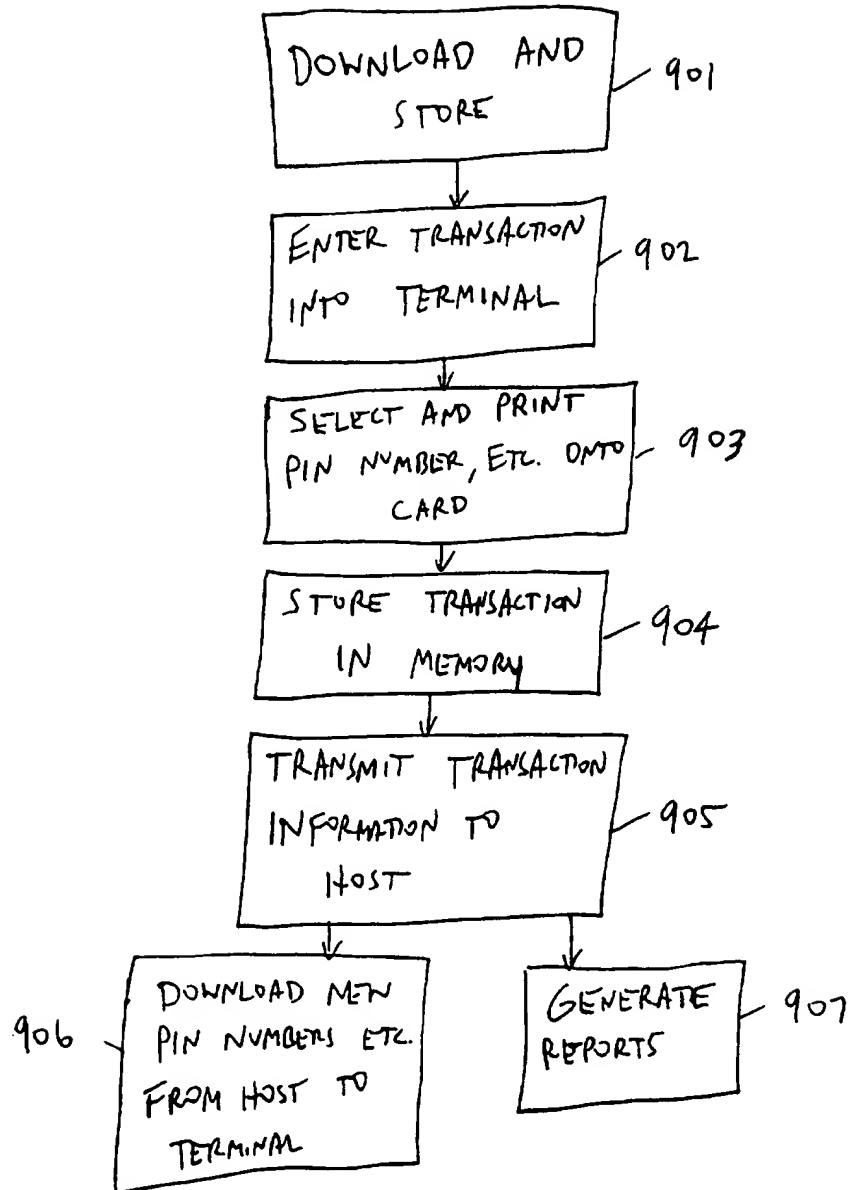 DOWNLOAD AND
STORE
901
ENTER TRANSACTION
INTO TERMINAL
902
SELECT AND PRINT
PIN NUMBER, ETC. ONTO
CARD
903
STORE TRANSACTION
IN MEMORY
904
TRANSMIT TRANSACTION
INFORMATION TO
HOST
905
DOWNLOAD NEW
PIN NUMBERS ETC.
FROM HOST TO
TERMINAL
906
GENERATE
REPORTS
907